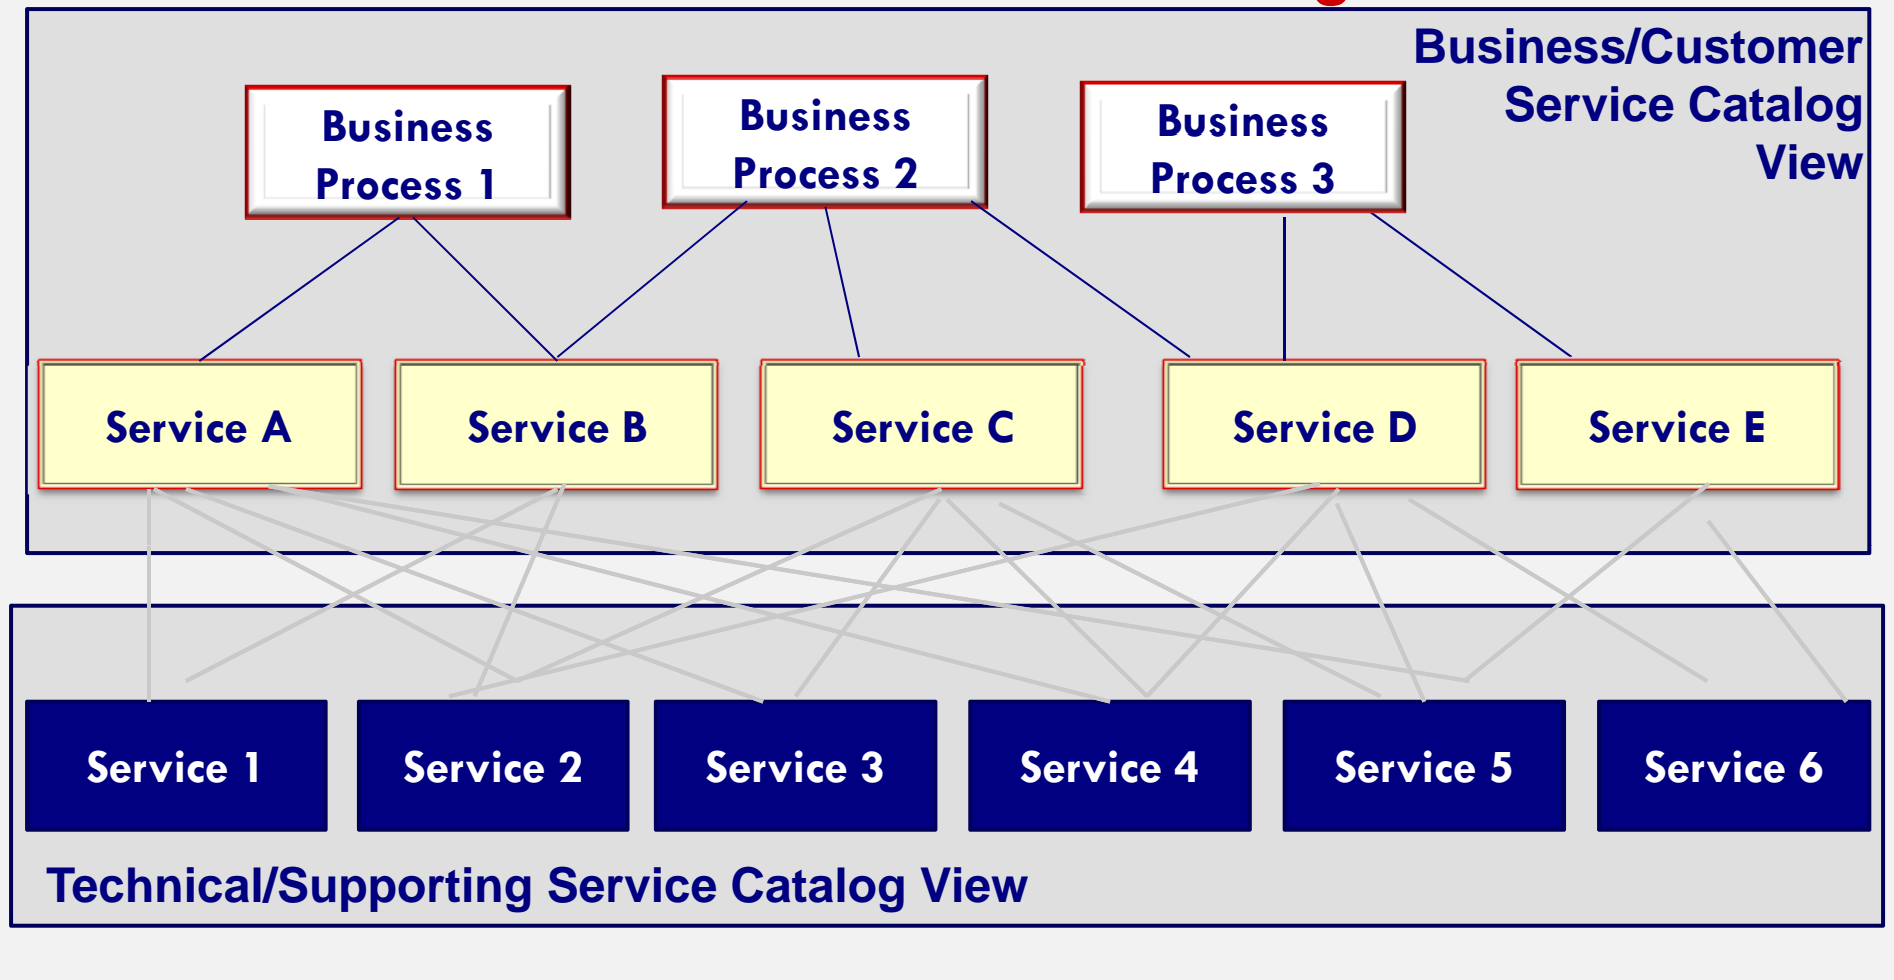 Business/Customer
Service Catalog
View
Business
Process 1
Business
Process 2
Business
Process 3
Service A
Service B
Service C
Service D
Service E
Service 1
Service 2
Service 3
Service 4
Service 5
Service 6
Technical/Supporting Service Catalog View